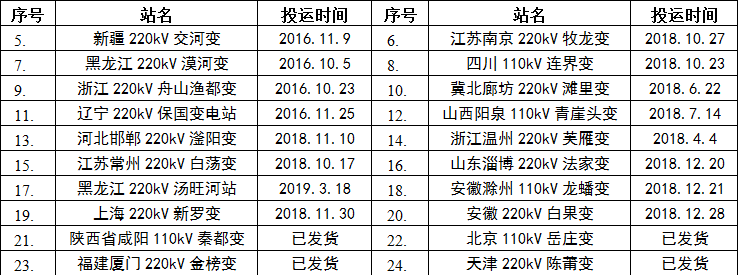 序号 站名 投运时间 序号 站名 投运时间
5. 新疆 220kV 交河变 2016.11.9 6. 江苏南京 220kV 牧龙变 2018.10.27
7. 黑龙江 220kV 漠河变 2016.10.5 8. 四川 110kV 连界变 2018.10.23
9. 浙江 220kV 舟山渔都变 2016.10.23 10. 冀北廊坊 220kV 滩里变 2018.6.22
11. 辽宁 220kV 保国变电站 2016.11.25 12. 山西阳泉 110kV 青崖头变 2018.7.14
13. 河北邯郸 220kV 滏阳变 2018.11.10 14. 浙江温州 220kV 芙雁变 2018.4.4
15. 江苏常州 220kV 白荡变 2018.10.17 16. 山东淄博 220kV 法家变 2018.12.20
17. 黑龙江 220kV 汤旺河站 2019.3.18 18. 安徽滁州 110kV 龙蟠变 2018.12.21
19. 上海 220kV 新罗变 2018.11.30 20. 安徽 220kV 白果变 2018.12.28
21. 陕西省咸阳 110kV 秦都变 已发货 22. 北京 110kV 岳庄变 已发货
23. 福建厦门 220kV 金榜变 已发货 24. 天津 220kV 陈莆变 已发货